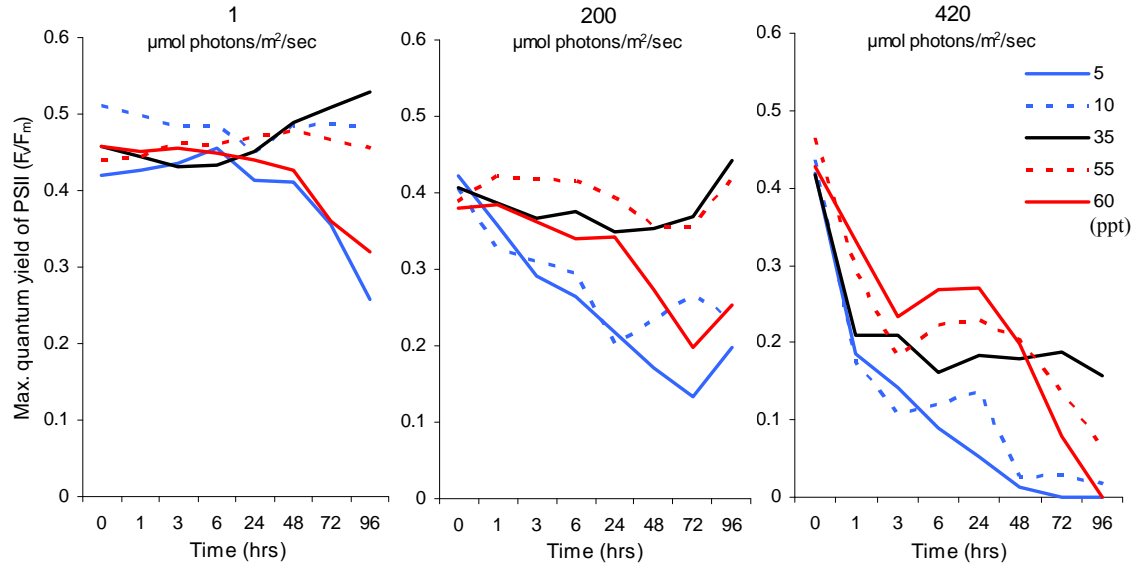 1
µmol photons/m²/sec
200
µmol photons/m²/sec
420
µmol photons/m²/sec
Max. quantum yield of PSII (Fᵥ/Fₘ)
0.6
0.5
0.4
0.3
0.2
0.1
0
0 1 3 6 24 48 72 96
Time (hrs)
0.6
0.5
0.4
0.3
0.2
0.1
0
0 1 3 6 24 48 72 96
Time (hrs)
0.6
0.5
0.4
0.3
0.2
0.1
0
0 1 3 6 24 48 72 96
Time (hrs)
5
10
35
55
60
(ppt)